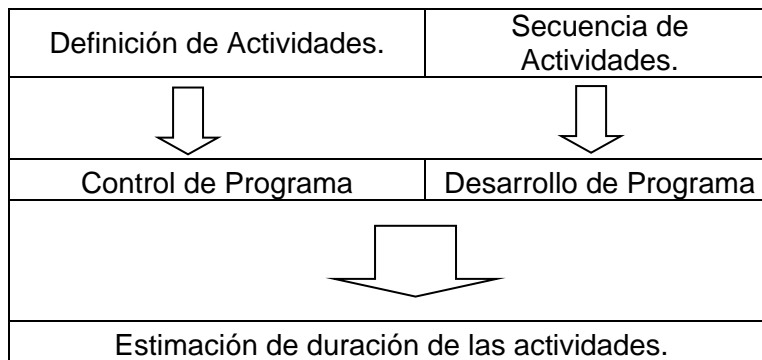 Definición de Actividades.
Secuencia de
Actividades.
Control de Programa
Desarrollo de Programa
Estimación de duración de las actividades.